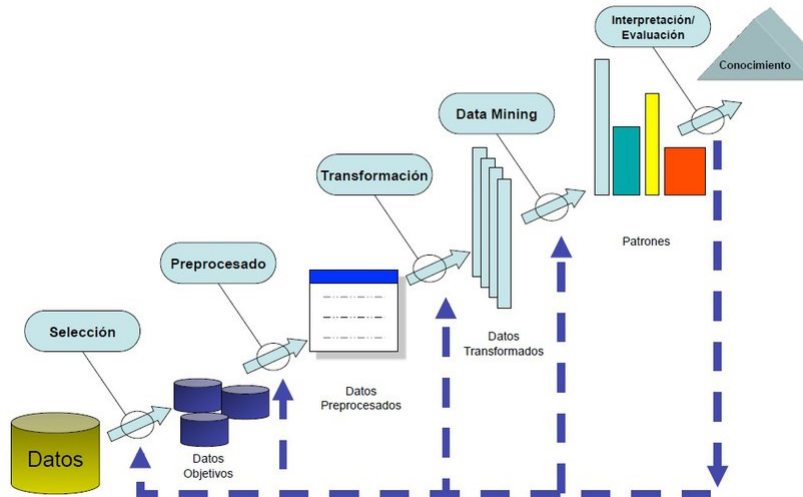 Interpretación/
Evaluación
Conocimiento
Data Mining
Transformación
Patrones
Preprocesado
Datos
Transformados
Selección
Datos
Preprocesados
Datos
Datos
Objetivos